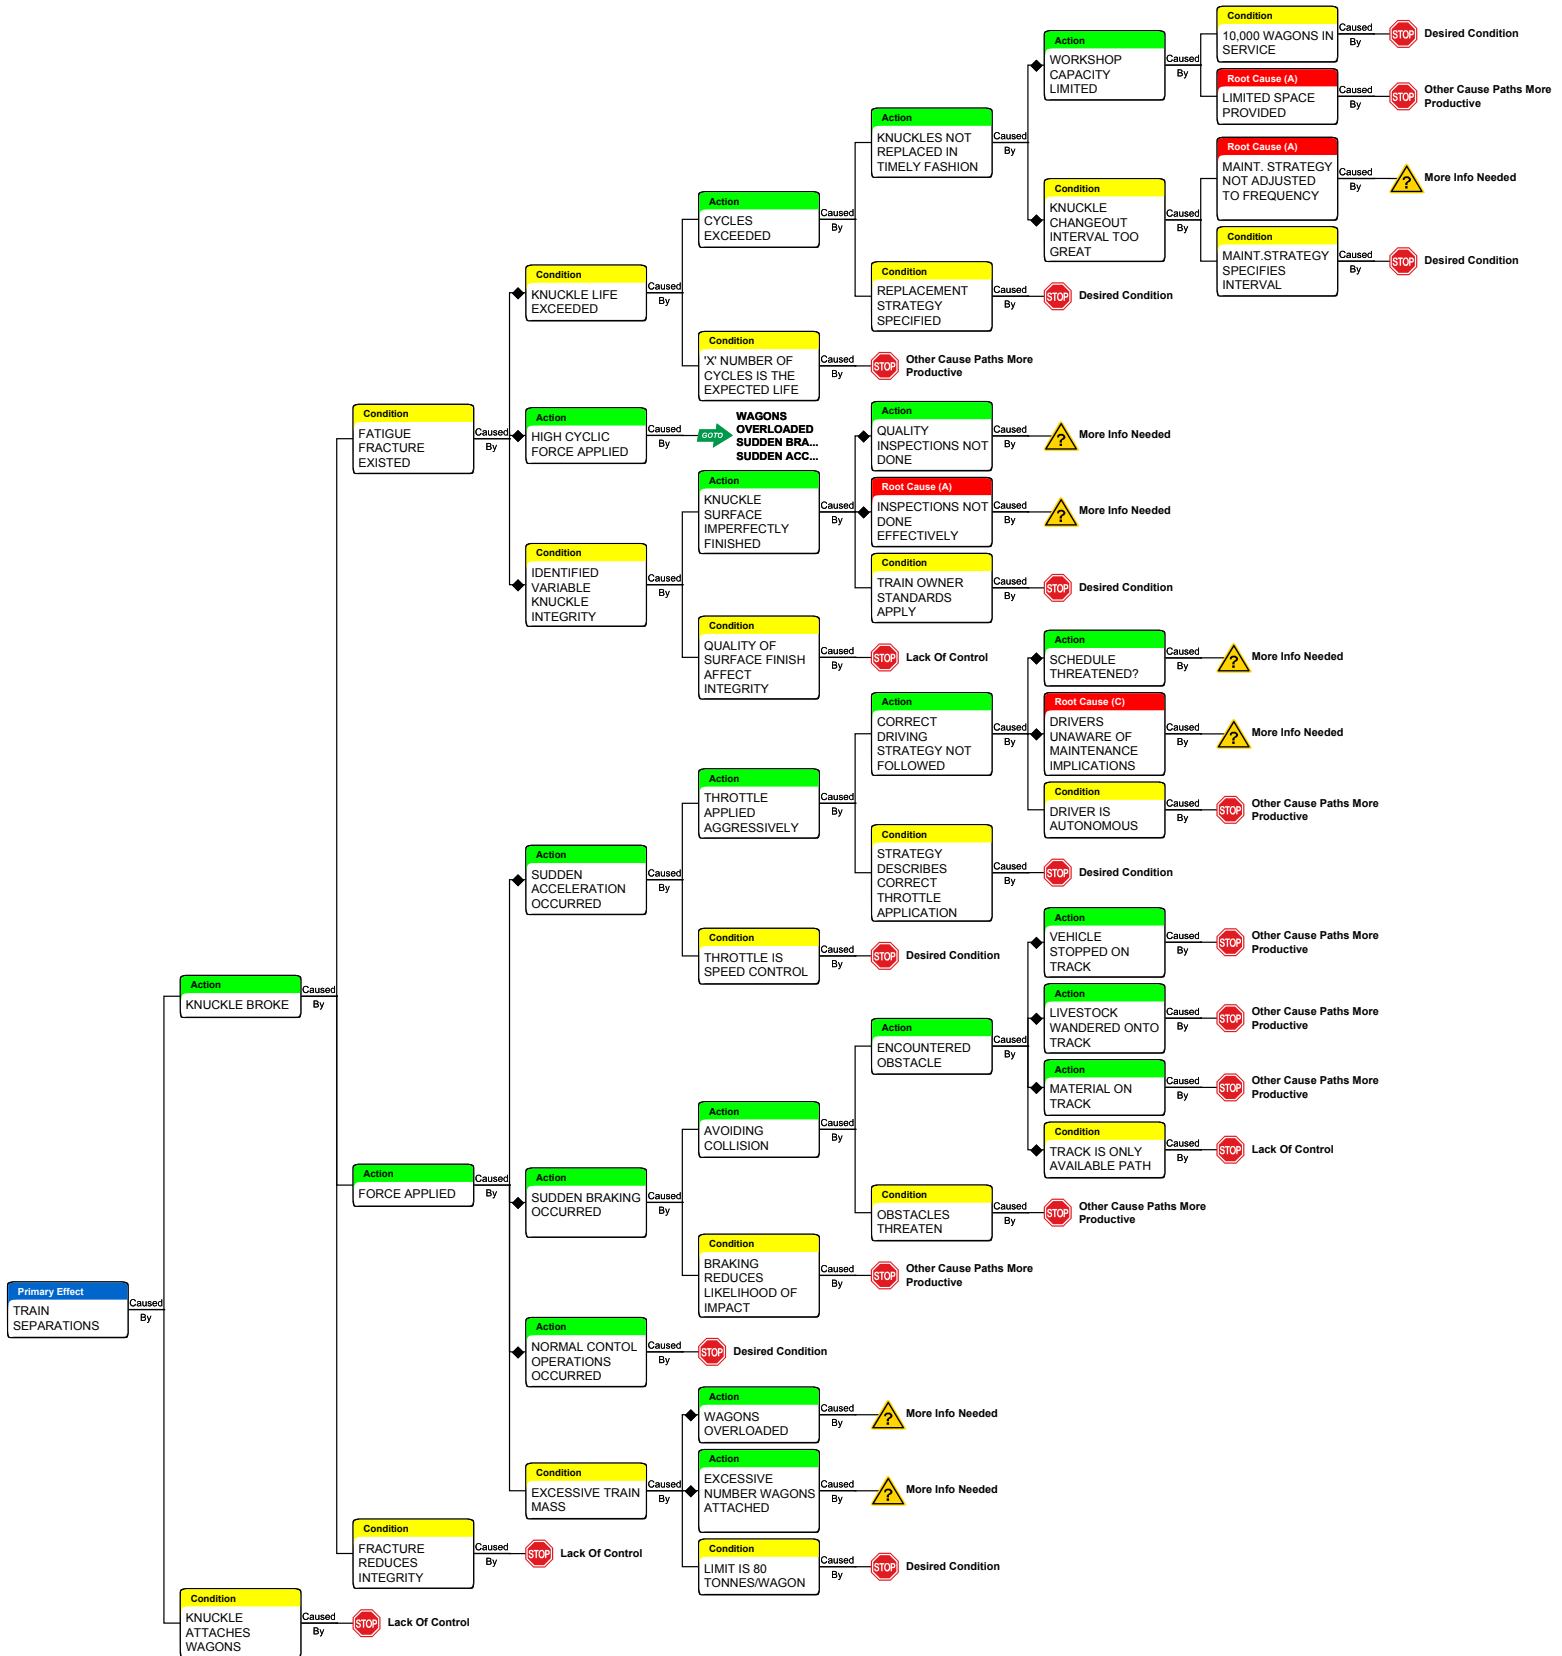 Primary Effect
TRAIN
SEPARATIONS
Caused
By
Action
KNUCKLE BROKE
Caused
By
Condition
FATIGUE
FRACTURE
EXISTED
Caused
By
Condition
KNUCKLE LIFE
EXCEEDED
Caused
By
Action
CYCLES
EXCEEDED
Caused
By
Action
KNUCKLES NOT
REPLACED IN
TIMELY FASHION
Caused
By
Action
WORKSHOP
CAPACITY
LIMITED
Caused
By
Condition
10,000 WAGONS IN
SERVICE
Caused
By
STOP
Desired Condition
Root Cause (A)
LIMITED SPACE
PROVIDED
Caused
By
STOP
Other Cause Paths More
Productive
Condition
KNUCKLE
CHANGEOUT
INTERVAL TOO
GREAT
Caused
By
Root Cause (A)
MAINT. STRATEGY
NOT ADJUSTED
TO FREQUENCY
Caused
By
?
More Info Needed
Condition
MAINT.STRATEGY
SPECIFIES
INTERVAL
Caused
By
STOP
Desired Condition
Condition
REPLACEMENT
STRATEGY
SPECIFIED
Caused
By
STOP
Desired Condition
Condition
'X' NUMBER OF
CYCLES IS THE
EXPECTED LIFE
Caused
By
STOP
Other Cause Paths More
Productive
Action
HIGH CYCLIC
FORCE APPLIED
Caused
By
GOTO
WAGONS
OVERLOADED
SUDDEN BRA...
SUDDEN ACC...
Condition
IDENTIFIED
VARIABLE
KNUCKLE
INTEGRITY
Caused
By
Action
KNUCKLE
SURFACE
IMPERFECTLY
FINISHED
Caused
By
Action
QUALITY
INSPECTIONS NOT
DONE
Caused
By
?
More Info Needed
Root Cause (A)
INSPECTIONS NOT
DONE
EFFECTIVELY
Caused
By
?
More Info Needed
Condition
TRAIN OWNER
STANDARDS
APPLY
Caused
By
STOP
Desired Condition
Condition
QUALITY OF
SURFACE FINISH
AFFECT
INTEGRITY
Caused
By
STOP
Lack Of Control
Action
FORCE APPLIED
Caused
By
Action
SUDDEN
ACCELERATION
OCCURRED
Caused
By
Action
THROTTLE
APPLIED
AGGRESSIVELY
Caused
By
Action
CORRECT
DRIVING
STRATEGY NOT
FOLLOWED
Caused
By
Action
SCHEDULE
THREATENED?
Caused
By
?
More Info Needed
Root Cause (C)
DRIVERS
UNAWARE OF
MAINTENANCE
IMPLICATIONS
Caused
By
?
More Info Needed
Condition
DRIVER IS
AUTONOMOUS
Caused
By
STOP
Other Cause Paths More
Productive
Condition
STRATEGY
DESCRIBES
CORRECT
THROTTLE
APPLICATION
Caused
By
STOP
Desired Condition
Condition
THROTTLE IS
SPEED CONTROL
Caused
By
STOP
Desired Condition
Action
SUDDEN BRAKING
OCCURRED
Caused
By
Action
AVOIDING
COLLISION
Caused
By
Action
ENCOUNTERED
OBSTACLE
Caused
By
Action
VEHICLE
STOPPED ON
TRACK
Caused
By
STOP
Other Cause Paths More
Productive
Action
LIVESTOCK
WANDERED ONTO
TRACK
Caused
By
STOP
Other Cause Paths More
Productive
Action
MATERIAL ON
TRACK
Caused
By
STOP
Other Cause Paths More
Productive
Condition
TRACK IS ONLY
AVAILABLE PATH
Caused
By
STOP
Lack Of Control
Condition
OBSTACLES
THREATEN
Caused
By
STOP
Other Cause Paths More
Productive
Condition
BRAKING
REDUCES
LIKELIHOOD OF
IMPACT
Caused
By
STOP
Other Cause Paths More
Productive
Action
NORMAL CONTOL
OPERATIONS
OCCURRED
Caused
By
STOP
Desired Condition
Condition
EXCESSIVE TRAIN
MASS
Caused
By
Action
WAGONS
OVERLOADED
Caused
By
?
More Info Needed
Action
EXCESSIVE
NUMBER WAGONS
ATTACHED
Caused
By
?
More Info Needed
Condition
LIMIT IS 80
TONNES/WAGON
Caused
By
STOP
Desired Condition
Condition
FRACTURE
REDUCES
INTEGRITY
Caused
By
STOP
Lack Of Control
Condition
KNUCKLE
ATTACHES
WAGONS
Caused
By
STOP
Lack Of Control